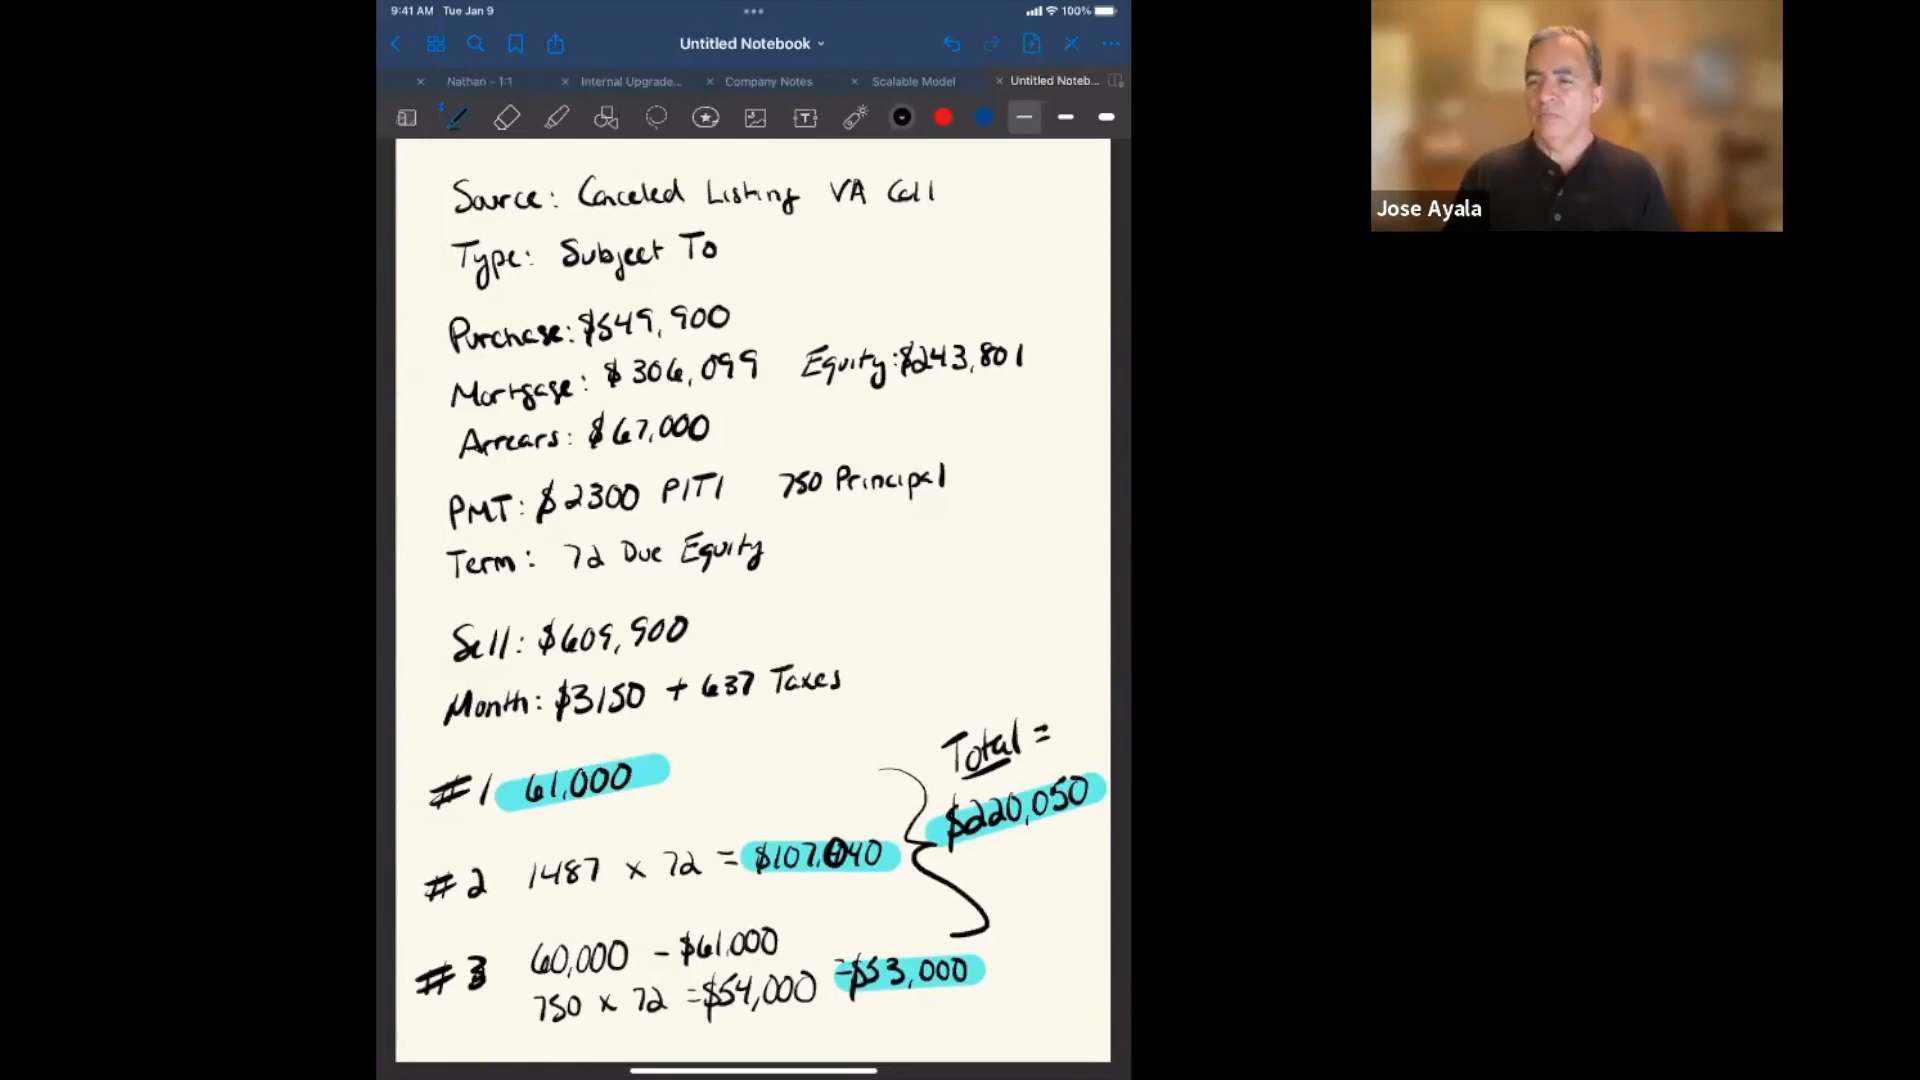 9:41 AM Tue Jan 9
100%
Untitled Notebook
Nathan - 1:1
Internal Upgrade...
Company Notes
Scalable Model
Untitled Noteb...
Jose Ayala
Source: Canceled Listing VA Call
Type: Subject To
Purchase: $549,900
Mortgage: $306,099 Equity: $243,801
Arrears: $67,000
PMT: $2300 PITI 750 Principal
Term: 72 Due Equity
Sell: $609,900
Month: $3150 + 637 Taxes
Total =
#1 61,000
$220,050
#2 1487 x 72 = $107,040
#3 60,000 - $61,000
750 x 72 = $54,000 = $53,000